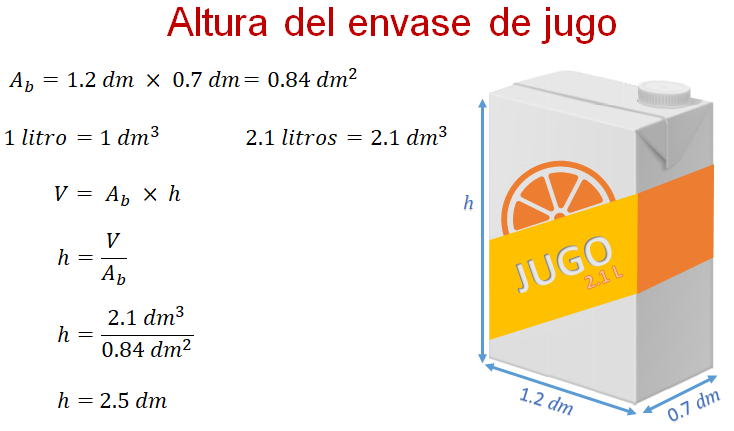 Altura del envase de jugo
A_b = 1.2 dm × 0.7 dm = 0.84 dm²
1 litro = 1 dm³
2.1 litros = 2.1 dm³
V = A_b × h
h = V / A_b
h = 2.1 dm³ / 0.84 dm²
h = 2.5 dm
h
JUGO
2.1 L
1.2 dm
0.7 dm